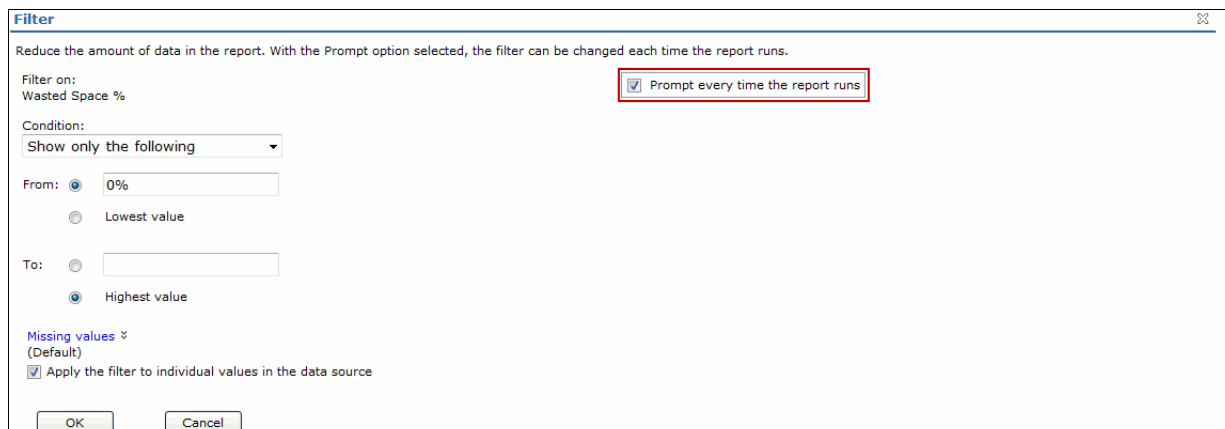 Filter
Reduce the amount of data in the report. With the Prompt option selected, the filter can be changed each time the report runs.
Filter on:
Wasted Space %
Prompt every time the report runs
Condition:
Show only the following
From:
0%
Lowest value
To:
Highest value
Missing values
(Default)
Apply the filter to individual values in the data source
OK
Cancel